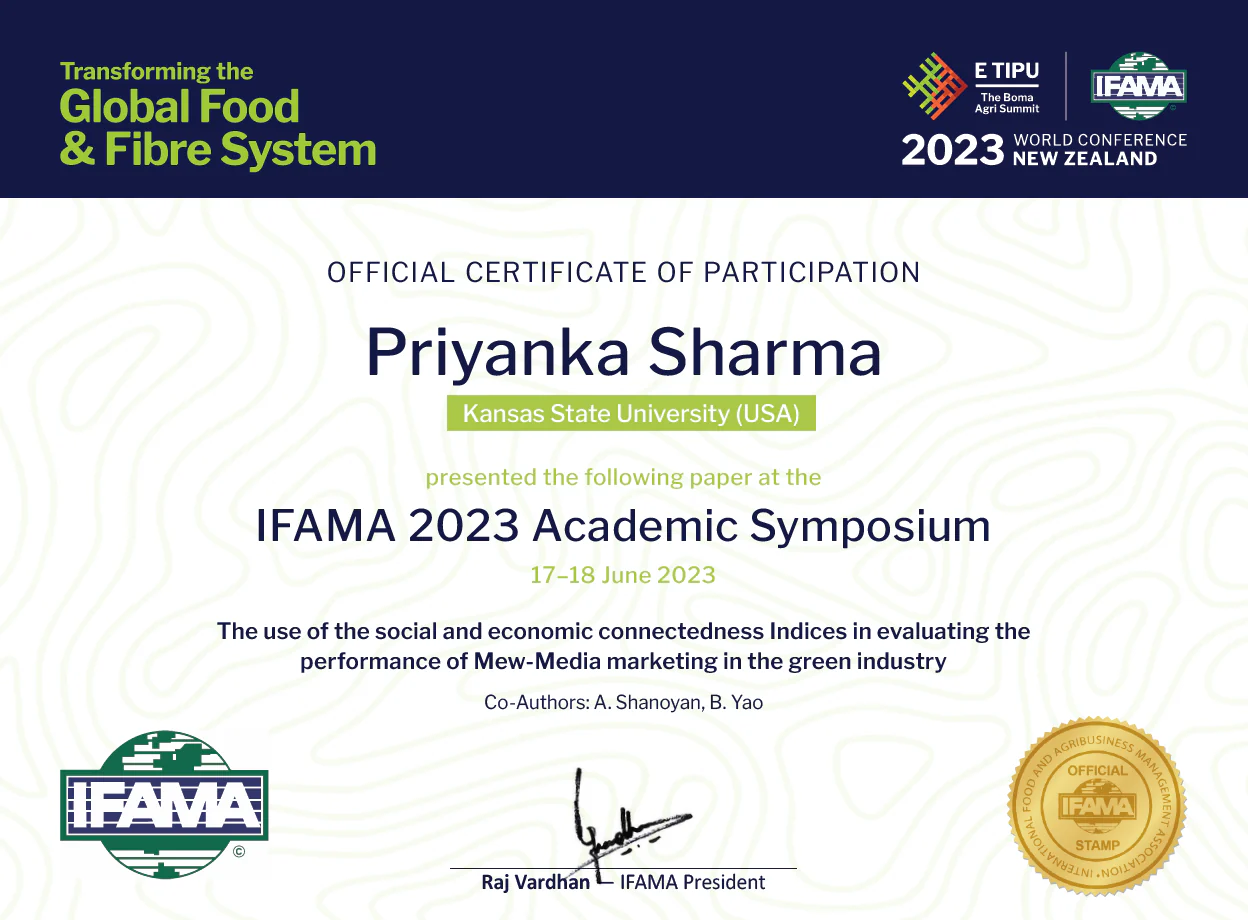 Transforming the
Global Food
& Fibre System
E TIPU
The Boma
Agri Summit
IFAMA
©
2023 WORLD CONFERENCE
NEW ZEALAND
OFFICIAL CERTIFICATE OF PARTICIPATION
Priyanka Sharma
Kansas State University (USA)
presented the following paper at the
IFAMA 2023 Academic Symposium
17–18 June 2023
The use of the social and economic connectedness Indices in evaluating the
performance of Mew-Media marketing in the green industry
Co-Authors: A. Shanoyan, B. Yao
IFAMA
©
Raj Vardhan — IFAMA President
INTERNATIONAL FOOD AND AGRIBUSINESS MANAGEMENT ASSOCIATION •
OFFICIAL
IFAMA
STAMP